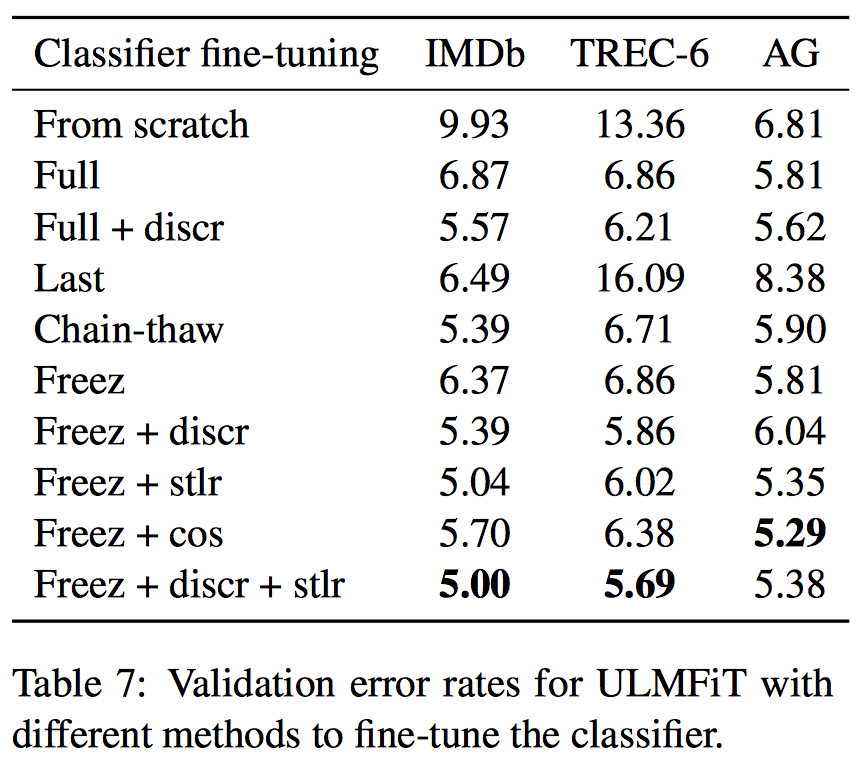 Classifier fine-tuning IMDb TREC-6 AG
From scratch 9.93 13.36 6.81
Full 6.87 6.86 5.81
Full + discr 5.57 6.21 5.62
Last 6.49 16.09 8.38
Chain-thaw 5.39 6.71 5.90
Freez 6.37 6.86 5.81
Freez + discr 5.39 5.86 6.04
Freez + stlr 5.04 6.02 5.35
Freez + cos 5.70 6.38 5.29
Freez + discr + stlr 5.00 5.69 5.38
Table 7: Validation error rates for ULMFiT with
different methods to fine-tune the classifier.